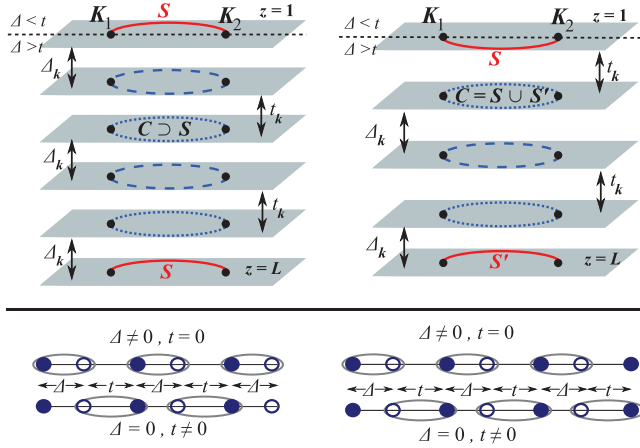 Δ < t
Δ > t
K₁ S K₂ z = 1
Δₖ
tₖ
C ⊃ S
Δₖ
tₖ
Δₖ
S z = L
K₁ K₂ z = 1
S
tₖ
C = S ∪ S′
Δₖ
tₖ
Δₖ
S′ z = L
Δ ≠ 0 , t = 0
Δ t Δ t Δ
Δ = 0 , t ≠ 0
Δ ≠ 0 , t = 0
Δ t Δ t Δ t
Δ = 0 , t ≠ 0